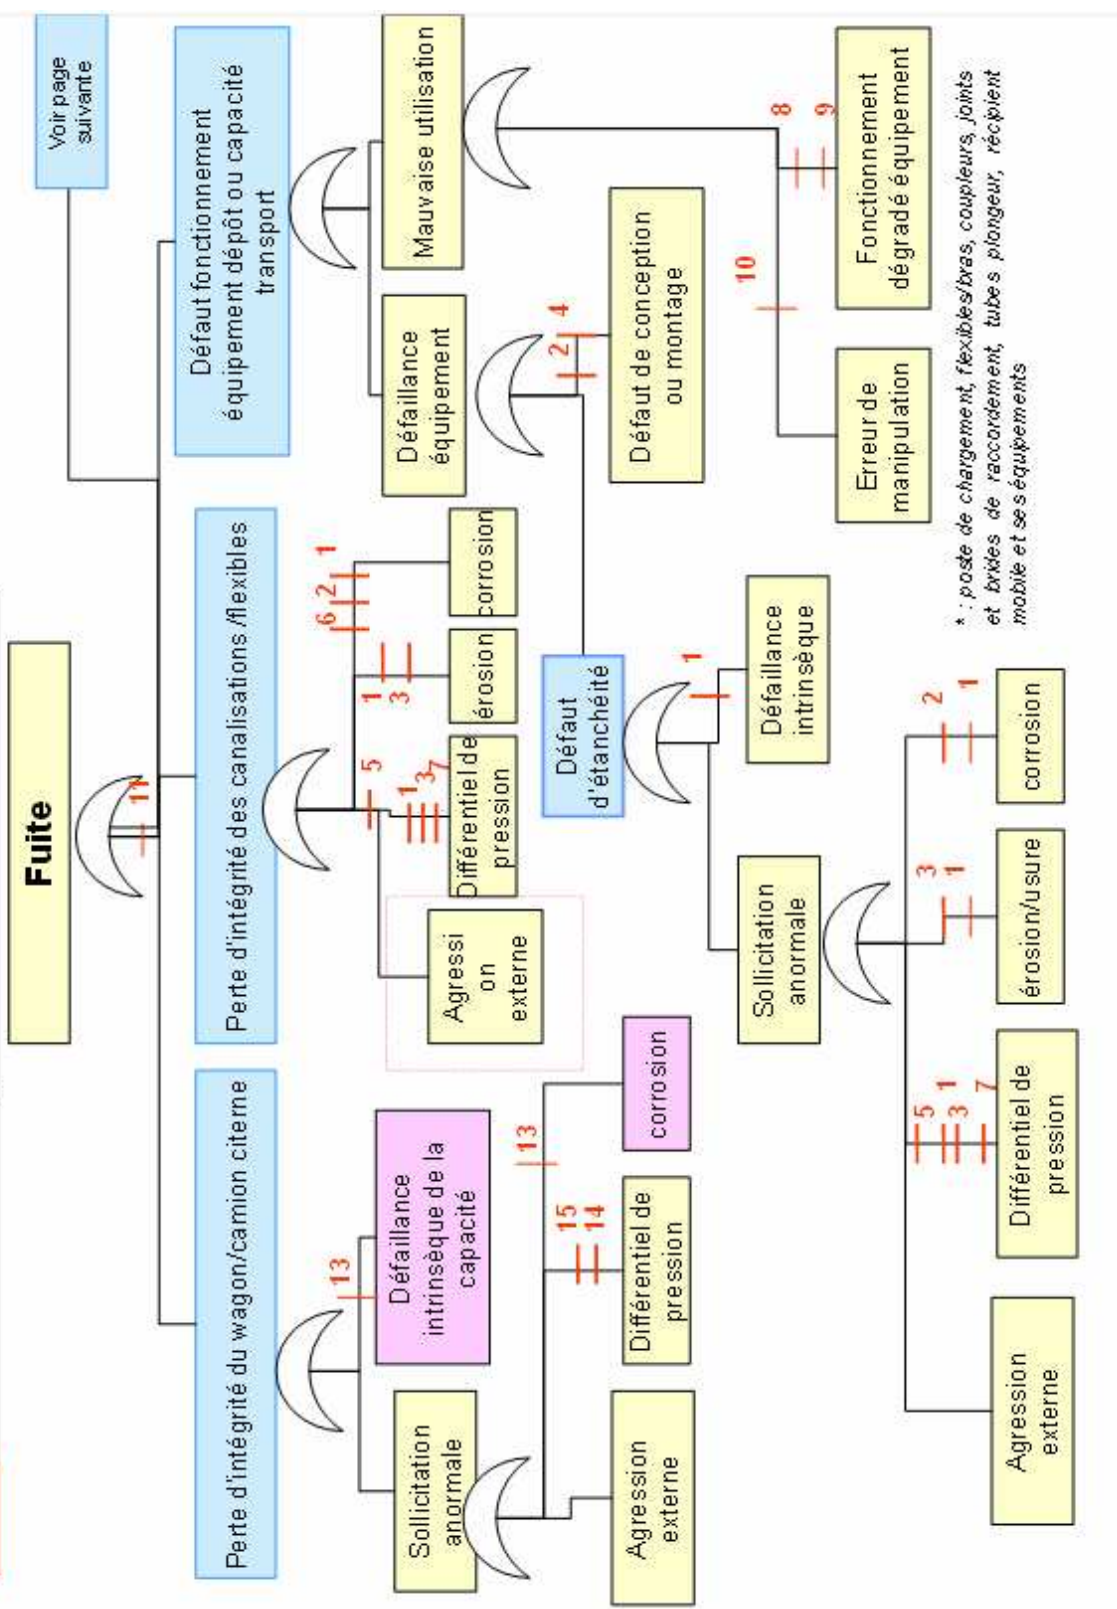 Fuite
11
Voir page
suivante
Perte d'intégrité du wagon/camion citerne
Perte d'intégrité des canalisations /flexibles
Défaut fonctionnement
équipement dépôt ou capacité
transport
13
Sollicitation
anormale
Défaillance
intrinsèque de la
capacité
13
15
14
Agression
externe
Différentiel de
pression
corrosion
5
1
3
7
1
3
6
2
1
Agressi
on
externe
Différentiel de
pression
érosion
corrosion
Défaillance
équipement
Mauvaise utilisation
2
4
Défaut
d'étanchéité
Défaut de conception
ou montage
10
8
9
Erreur de
manipulation
Fonctionnement
dégradé équipement
1
Sollicitation
anormale
Défaillance
intrinsèque
5
1
3
7
3
1
2
1
Agression
externe
Différentiel de
pression
érosion/usure
corrosion
* : poste de chargement, flexibles/bras, coupleurs, joints
et brides de raccordement, tubes plongeur, récipient
mobile et ses équipements